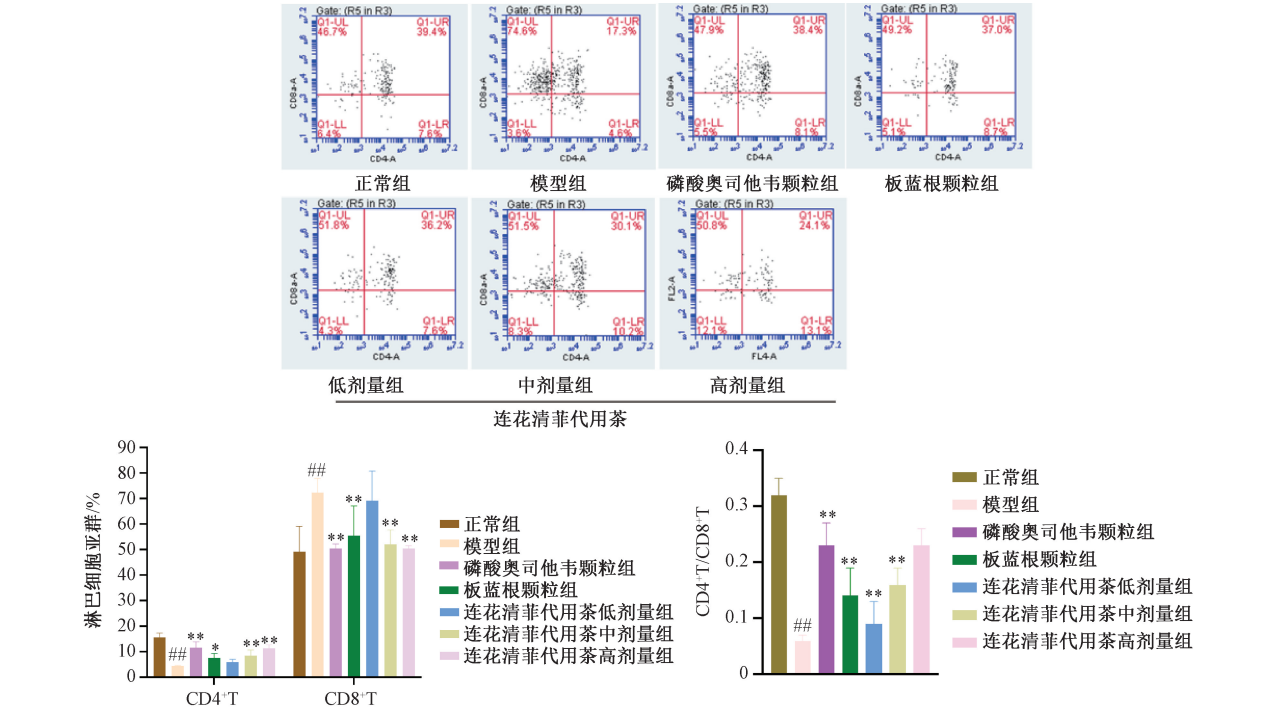 Gate: (R5 in R3)
Q1-UL
46.7%
Q1-UR
39.4%
Q1-LL
6.4%
Q1-LR
7.6%
CD8a-A
CD4-A
正常组
Gate: (R5 in R3)
Q1-UL
74.6%
Q1-UR
17.3%
Q1-LL
3.6%
Q1-LR
4.6%
CD8a-A
CD4-A
模型组
Gate: (R5 in R3)
Q1-UL
47.9%
Q1-UR
38.4%
Q1-LL
5.5%
Q1-LR
8.1%
CD8a-A
CD4-A
磷酸奥司他韦颗粒组
Gate: (R5 in R3)
Q1-UL
49.2%
Q1-UR
37.0%
Q1-LL
5.1%
Q1-LR
8.7%
CD8a-A
CD4-A
板蓝根颗粒组
Gate: (R5 in R3)
Q1-UL
51.8%
Q1-UR
36.2%
Q1-LL
4.3%
Q1-LR
7.6%
CD8a-A
CD4-A
低剂量组
Gate: (R5 in R3)
Q1-UL
51.5%
Q1-UR
30.1%
Q1-LL
8.3%
Q1-LR
10.2%
CD8a-A
CD4-A
中剂量组
Gate: (R5 in R3)
Q1-UL
50.8%
Q1-UR
24.1%
Q1-LL
12.1%
Q1-LR
13.1%
FL2-A
FL4-A
高剂量组
连花清菲代用茶
淋巴细胞亚群/%
90
80
70
60
50
40
30
20
10
0
##
**
*
**
**
##
**
**
**
**
CD4⁺T
CD8⁺T
正常组
模型组
磷酸奥司他韦颗粒组
板蓝根颗粒组
连花清菲代用茶低剂量组
连花清菲代用茶中剂量组
连花清菲代用茶高剂量组
CD4⁺T/CD8⁺T
0.4
0.3
0.2
0.1
0
##
**
**
**
**
正常组
模型组
磷酸奥司他韦颗粒组
板蓝根颗粒组
连花清菲代用茶低剂量组
连花清菲代用茶中剂量组
连花清菲代用茶高剂量组